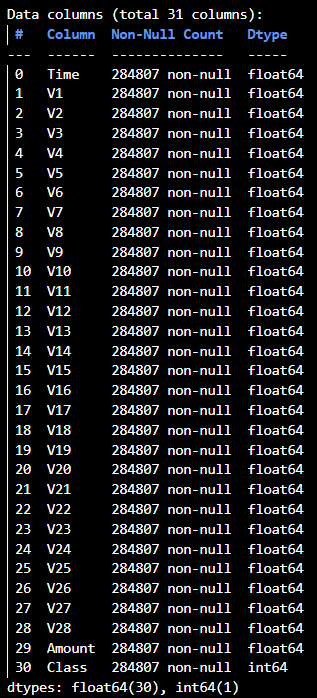 Data columns (total 31 columns):
 #   Column  Non-Null Count   Dtype
---  ------  --------------   -----
 0   Time    284807 non-null  float64
 1   V1      284807 non-null  float64
 2   V2      284807 non-null  float64
 3   V3      284807 non-null  float64
 4   V4      284807 non-null  float64
 5   V5      284807 non-null  float64
 6   V6      284807 non-null  float64
 7   V7      284807 non-null  float64
 8   V8      284807 non-null  float64
 9   V9      284807 non-null  float64
 10  V10     284807 non-null  float64
 11  V11     284807 non-null  float64
 12  V12     284807 non-null  float64
 13  V13     284807 non-null  float64
 14  V14     284807 non-null  float64
 15  V15     284807 non-null  float64
 16  V16     284807 non-null  float64
 17  V17     284807 non-null  float64
 18  V18     284807 non-null  float64
 19  V19     284807 non-null  float64
 20  V20     284807 non-null  float64
 21  V21     284807 non-null  float64
 22  V22     284807 non-null  float64
 23  V23     284807 non-null  float64
 24  V24     284807 non-null  float64
 25  V25     284807 non-null  float64
 26  V26     284807 non-null  float64
 27  V27     284807 non-null  float64
 28  V28     284807 non-null  float64
 29  Amount  284807 non-null  float64
 30  Class   284807 non-null  int64
dtypes: float64(30), int64(1)